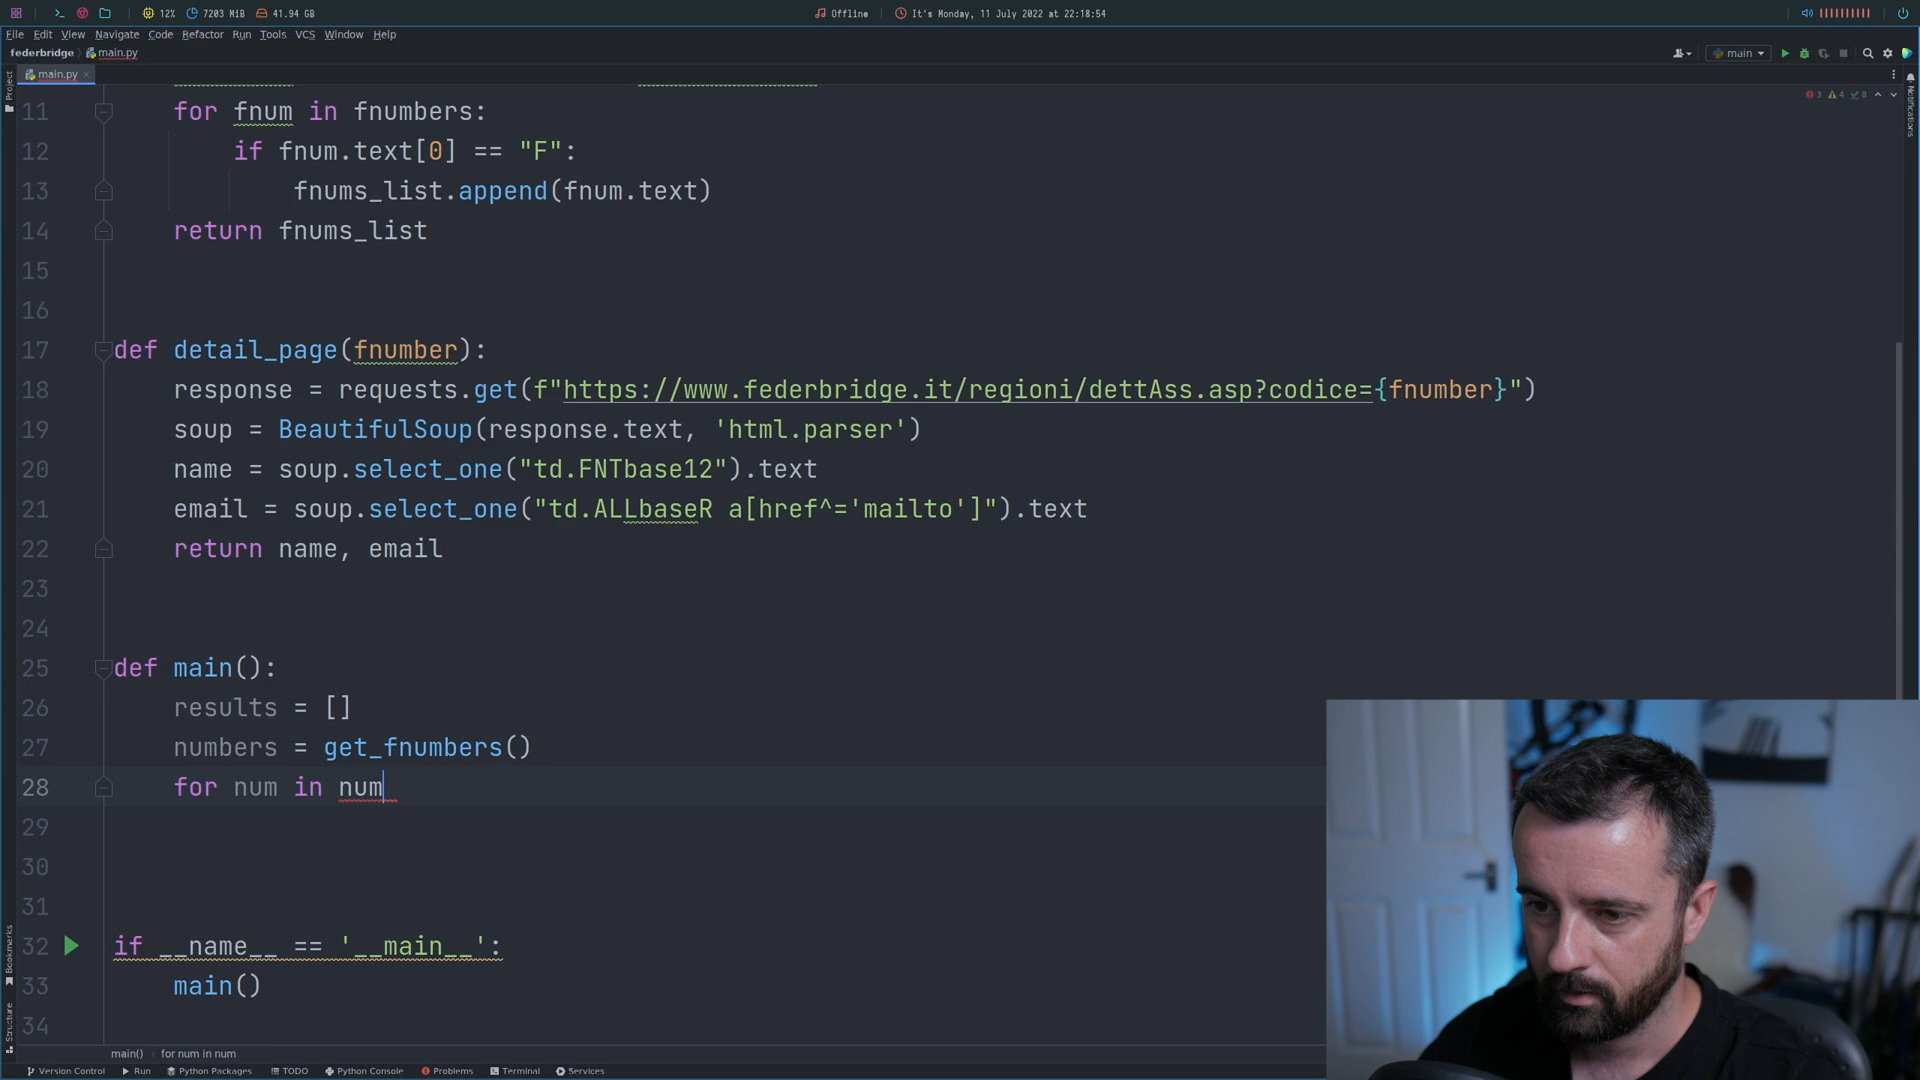 12% 7203 MiB 41.94 GB Offline It's Monday, 11 July 2022 at 22:18:54
File Edit View Navigate Code Refactor Run Tools VCS Window Help
federbridge main.py main
main.py
Project
Notifications
3 4 8
11 for fnum in fnumbers:
12 if fnum.text[0] == "F":
13 fnums_list.append(fnum.text)
14 return fnums_list
15
16
17 def detail_page(fnumber):
18 response = requests.get(f"https://www.federbridge.it/regioni/dettAss.asp?codice={fnumber}")
19 soup = BeautifulSoup(response.text, 'html.parser')
20 name = soup.select_one("td.FNTbase12").text
21 email = soup.select_one("td.ALLbaseR a[href^='mailto']").text
22 return name, email
23
24
25 def main():
26 results = []
27 numbers = get_fnumbers()
28 for num in num
29
30
31
32 if __name__ == '__main__':
33 main()
34
Bookmarks
Structure
main() for num in num
Version Control Run Python Packages TODO Python Console Problems Terminal Services